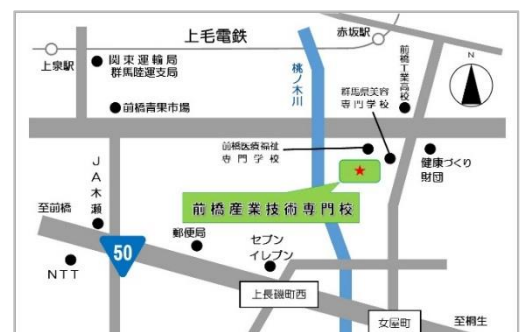 上毛電鉄
赤坂駅
上泉駅
関東運輸局
群馬陸運支局
桃ノ木川
前橋工業高校
N
群馬県美容
専門学校
前橋青果市場
前橋医療福祉
専門学校
健康づくり
財団
JA木瀬
前橋産業技術専門校
至前橋
郵便局
50
セブン
イレブン
NTT
上長磯町西
女屋町
至桐生